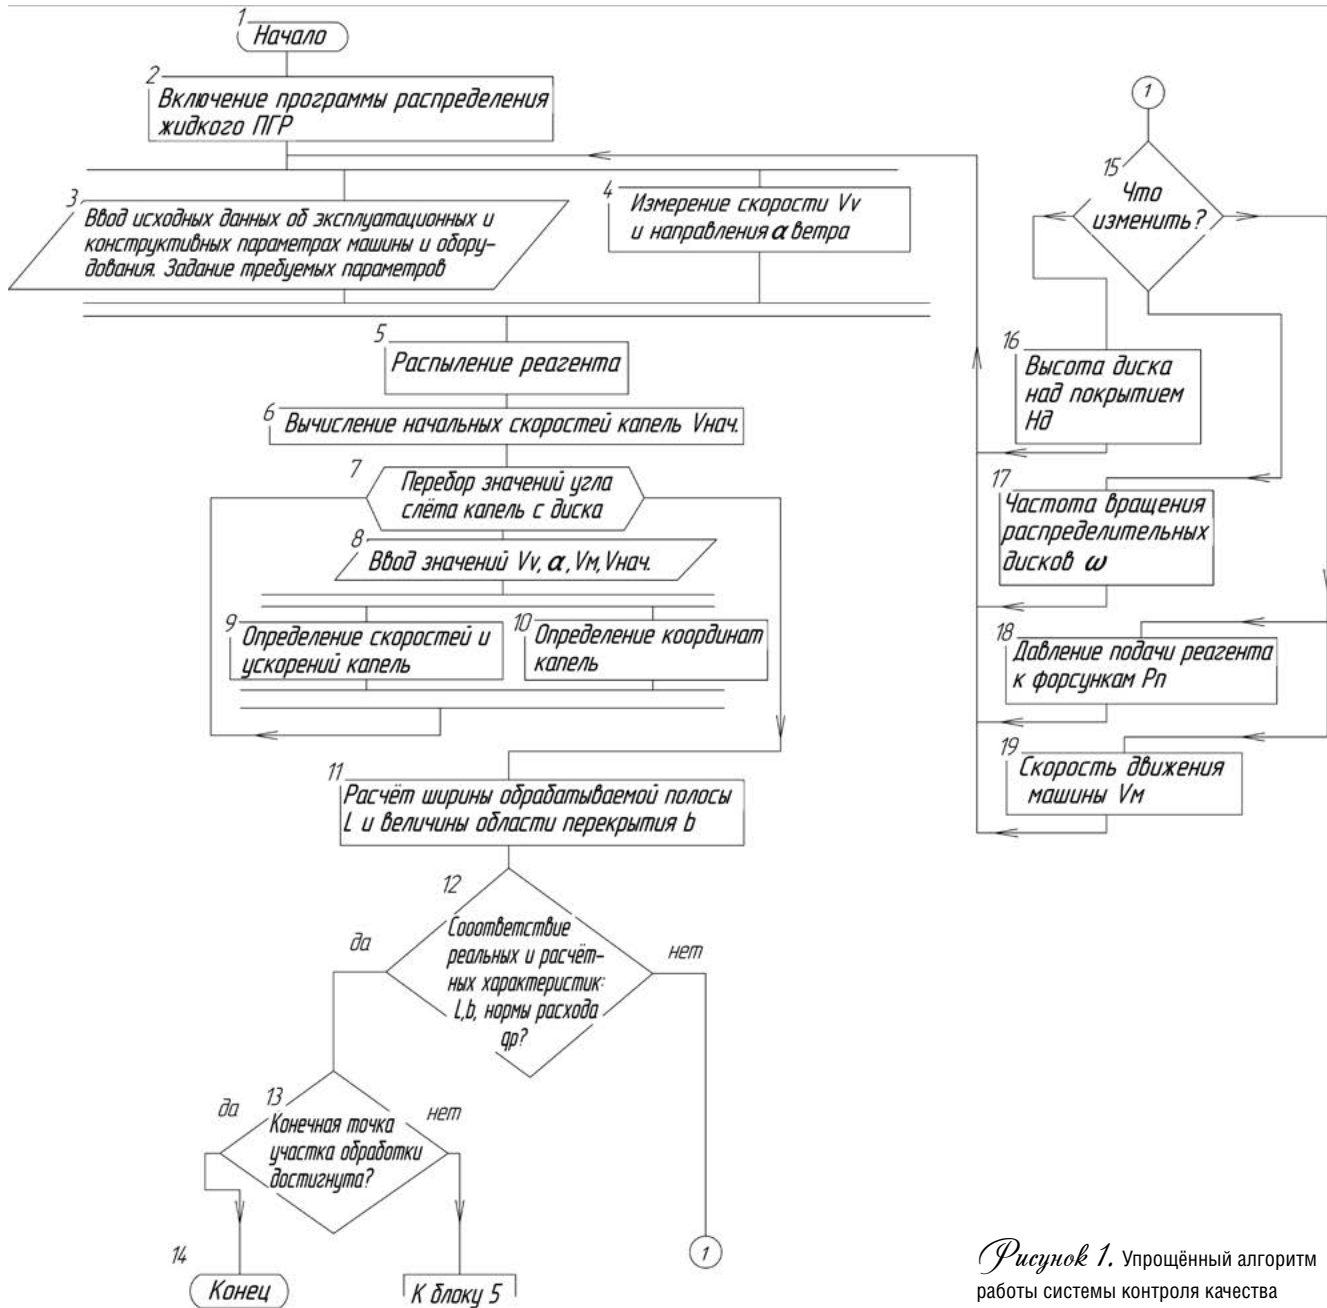 1
Начало
2
Включение программы распределения
жидкого ПГР
3
Ввод исходных данных об эксплуатационных и
конструктивных параметрах машины и обору-
дования. Задание требуемых параметров
4
Измерение скорости Vv
и направления α ветра
5
Распыление реагента
6
Вычисление начальных скоростей капель Vнач.
7
Перебор значений угла
слёта капель с диска
8
Ввод значений Vv, α, Vм, Vнач.
9
Определение скоростей и
ускорений капель
10
Определение координат
капель
11
Расчёт ширины обрабатываемой полосы
L и величины области перекрытия b
12
Сооответствие
реальных и расчёт-
ных характеристик:
L,b, нормы расхода
qр?
да
нет
13
Конечная точка
участка обработки
достигнута?
да
нет
14
Конец
К блоку 5
1
1
15
Что
изменить?
16
Высота диска
над покрытием
Hд
17
Частота вращения
распределительных
дисков ω
18
Давление подачи реагента
к форсункам Рп
19
Скорость движения
машины Vм
Рисунок 1. Упрощённый алгоритм
работы системы контроля качества